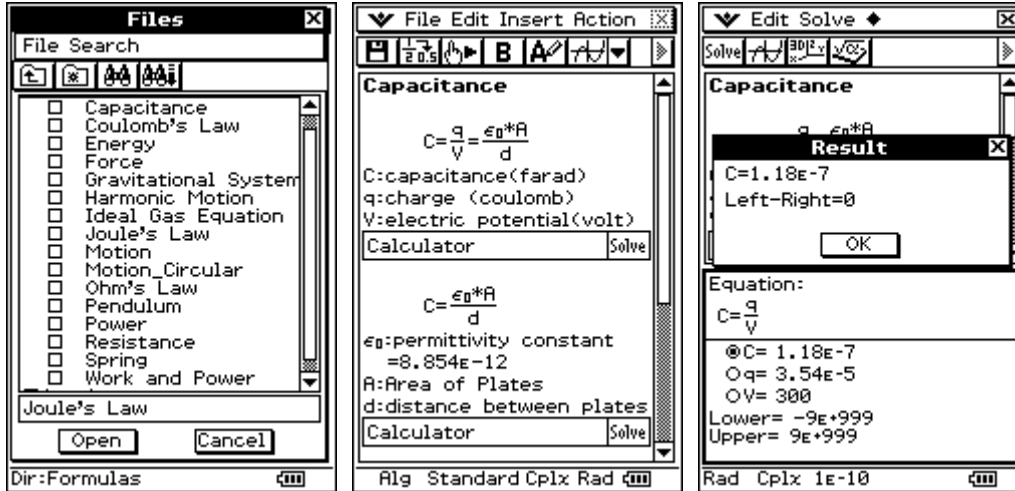 Files
File Search
Capacitance
Coulomb's Law
Energy
Force
Gravitational System
Harmonic Motion
Ideal Gas Equation
Joule's Law
Motion
Motion_Circular
Ohm's Law
Pendulum
Power
Resistance
Spring
Work and Power
Joule's Law
Open Cancel
Dir:Formulas
File Edit Insert Action
B A
Capacitance
C=q/V=ε0*A/d
C:capacitance(farad)
q:charge (coulomb)
V:electric potential(volt)
Calculator Solve
C=ε0*A/d
ε0:permittivity constant
=8.854E-12
A:Area of Plates
d:distance between plates
Calculator Solve
Alg Standard Cplx Rad
Edit Solve
Solve
Capacitance
q ε0*A
Result
C=1.18E-7
Left-Right=0
OK
Equation:
C=q/V
C= 1.18E-7
q= 3.54E-5
V= 300
Lower= -9E+999
Upper= 9E+999
Rad Cplx 1E-10